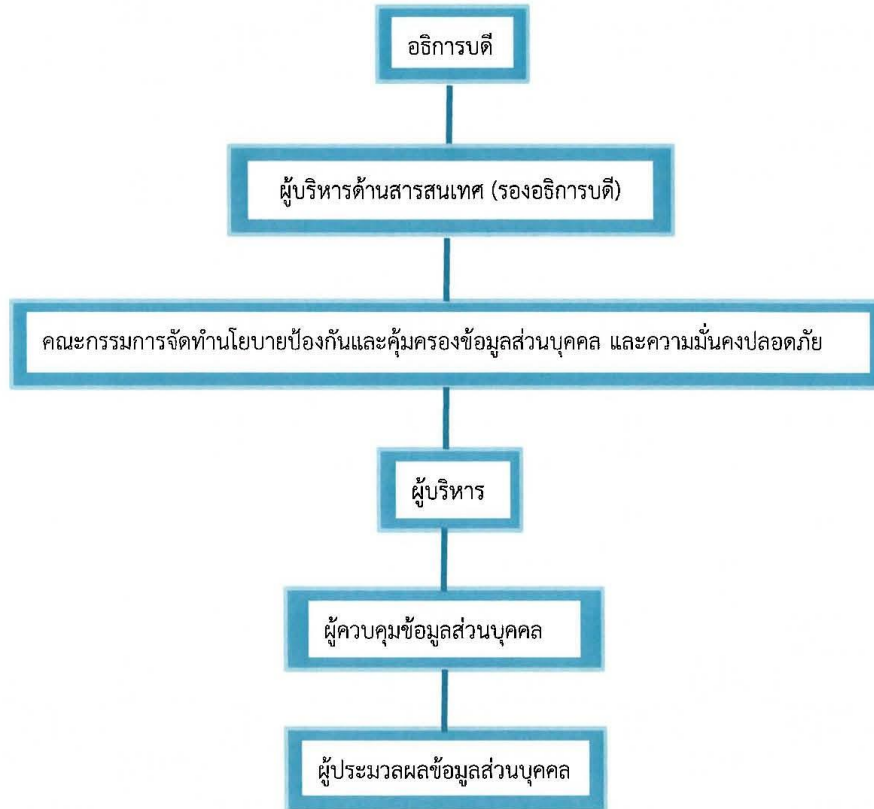 อธิการบดี
ผู้บริหารด้านสารสนเทศ (รองอธิการบดี)
คณะกรรมการจัดทำนโยบายป้องกันและคุ้มครองข้อมูลส่วนบุคคล และความมั่นคงปลอดภัย
ผู้บริหาร
ผู้ควบคุมข้อมูลส่วนบุคคล
ผู้ประมวลผลข้อมูลส่วนบุคคล